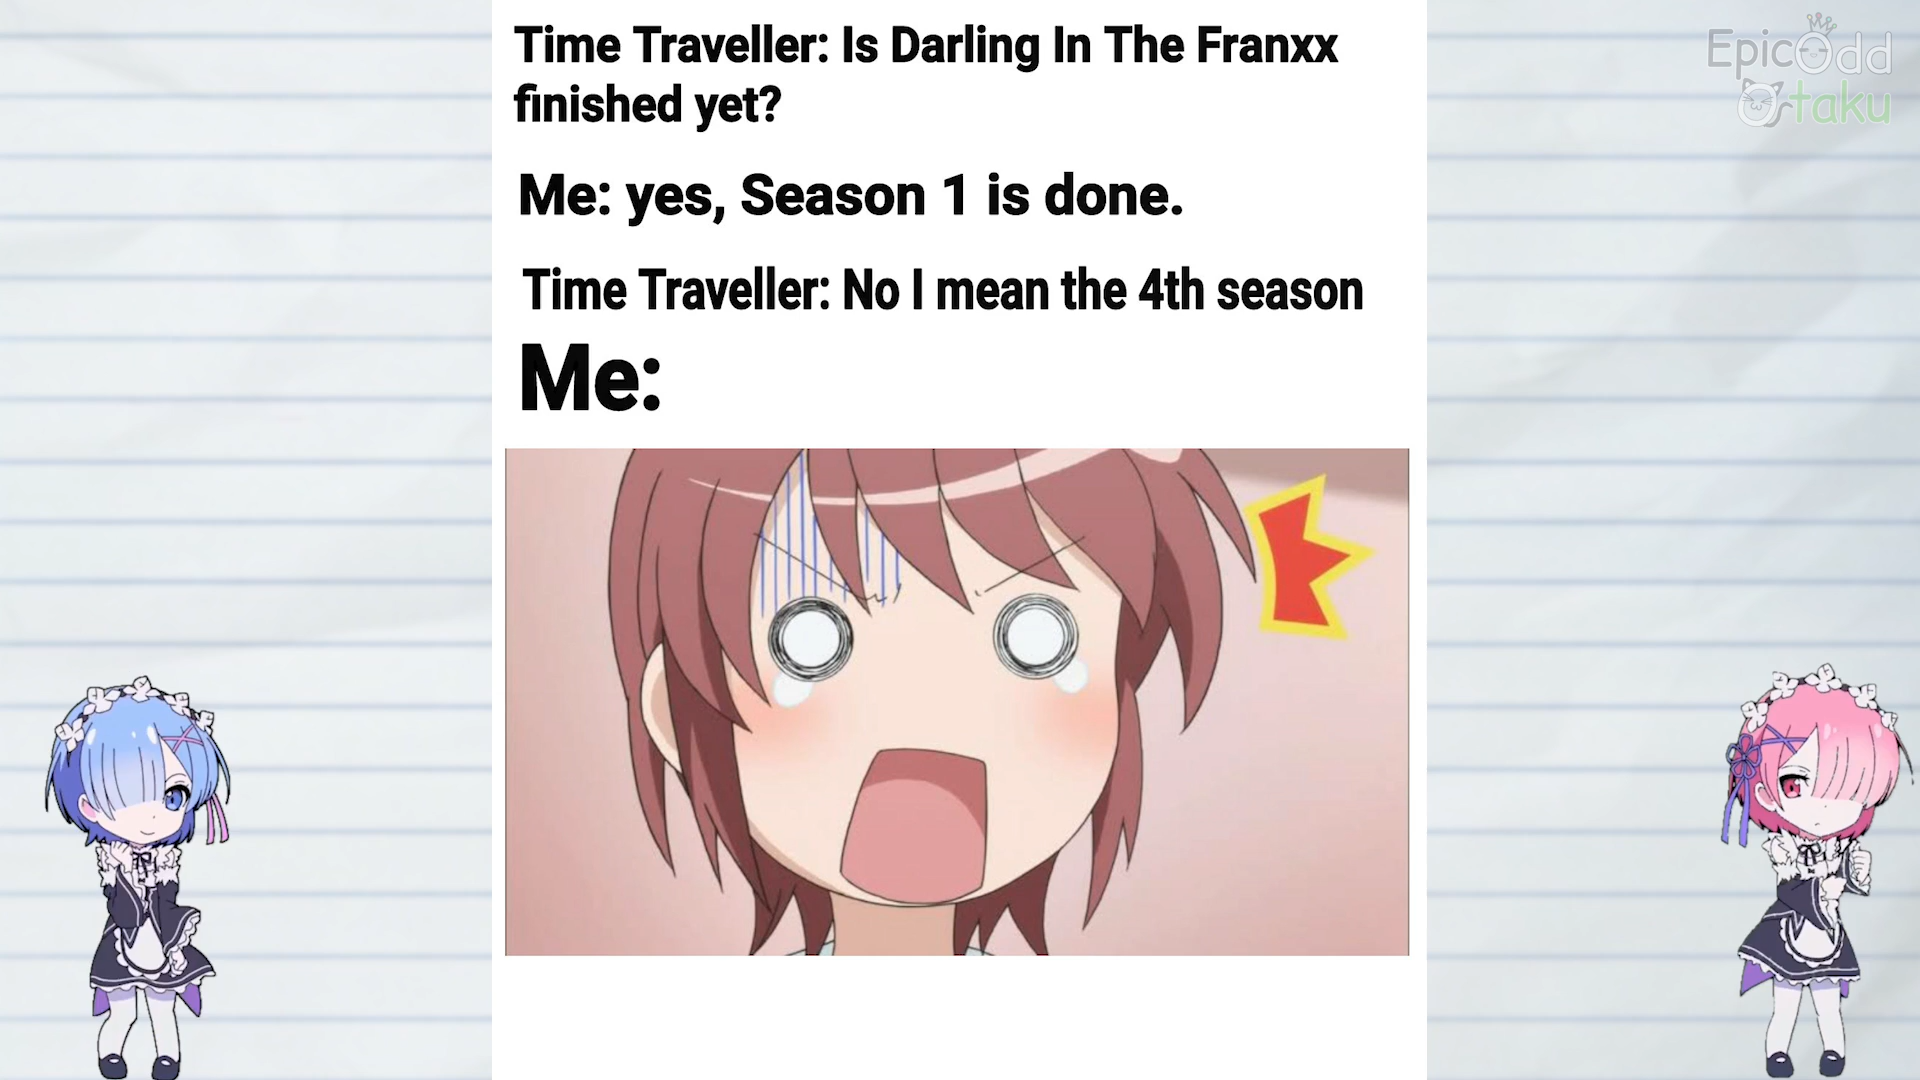 Time Traveller: Is Darling In The Franxx
finished yet?
Me: yes, Season 1 is done.
Time Traveller: No I mean the 4th season
Me:
EpicOdd
Otaku